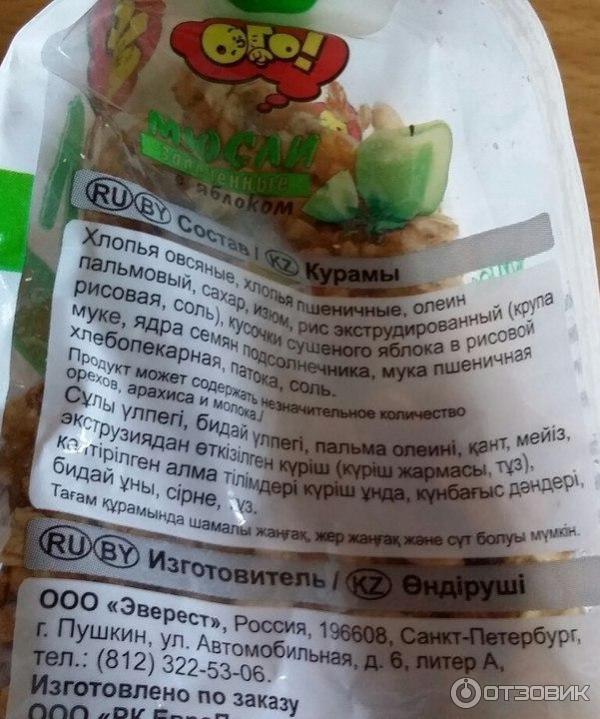 ОГО!
мюсли
запеченные
с яблоком
RU BY Состав / KZ Курамы
Хлопья овсяные, хлопья пшеничные, олеин
пальмовый, сахар, изюм, рис экструдированный (крупа
рисовая, соль), кусочки сушеного яблока в рисовой
муке, ядра семян подсолнечника, мука пшеничная
хлебопекарная, патока, соль.
Продукт может содержать незначительное количество
орехов, арахиса и молока./
Сұлы үлпегі, бидай үлпегі, пальма олеині, қант, мейіз,
экструзиядан өткізілген күріш (күріш жармасы, тұз),
кептірілген алма тілімдері күріш ұнда, күнбағыс дәндері,
бидай ұны, сірне, тұз.
Тағам құрамында шамалы жаңғақ, жер жаңғақ және сүт болуы мүмкін.
RU BY Изготовитель / KZ Өндіруші
ООО «Эверест», Россия, 196608, Санкт-Петербург,
г. Пушкин, ул. Автомобильная, д. 6, литер А,
тел.: (812) 322-53-06.
Изготовлено по заказу
ООО «РК
ОТЗОВИК